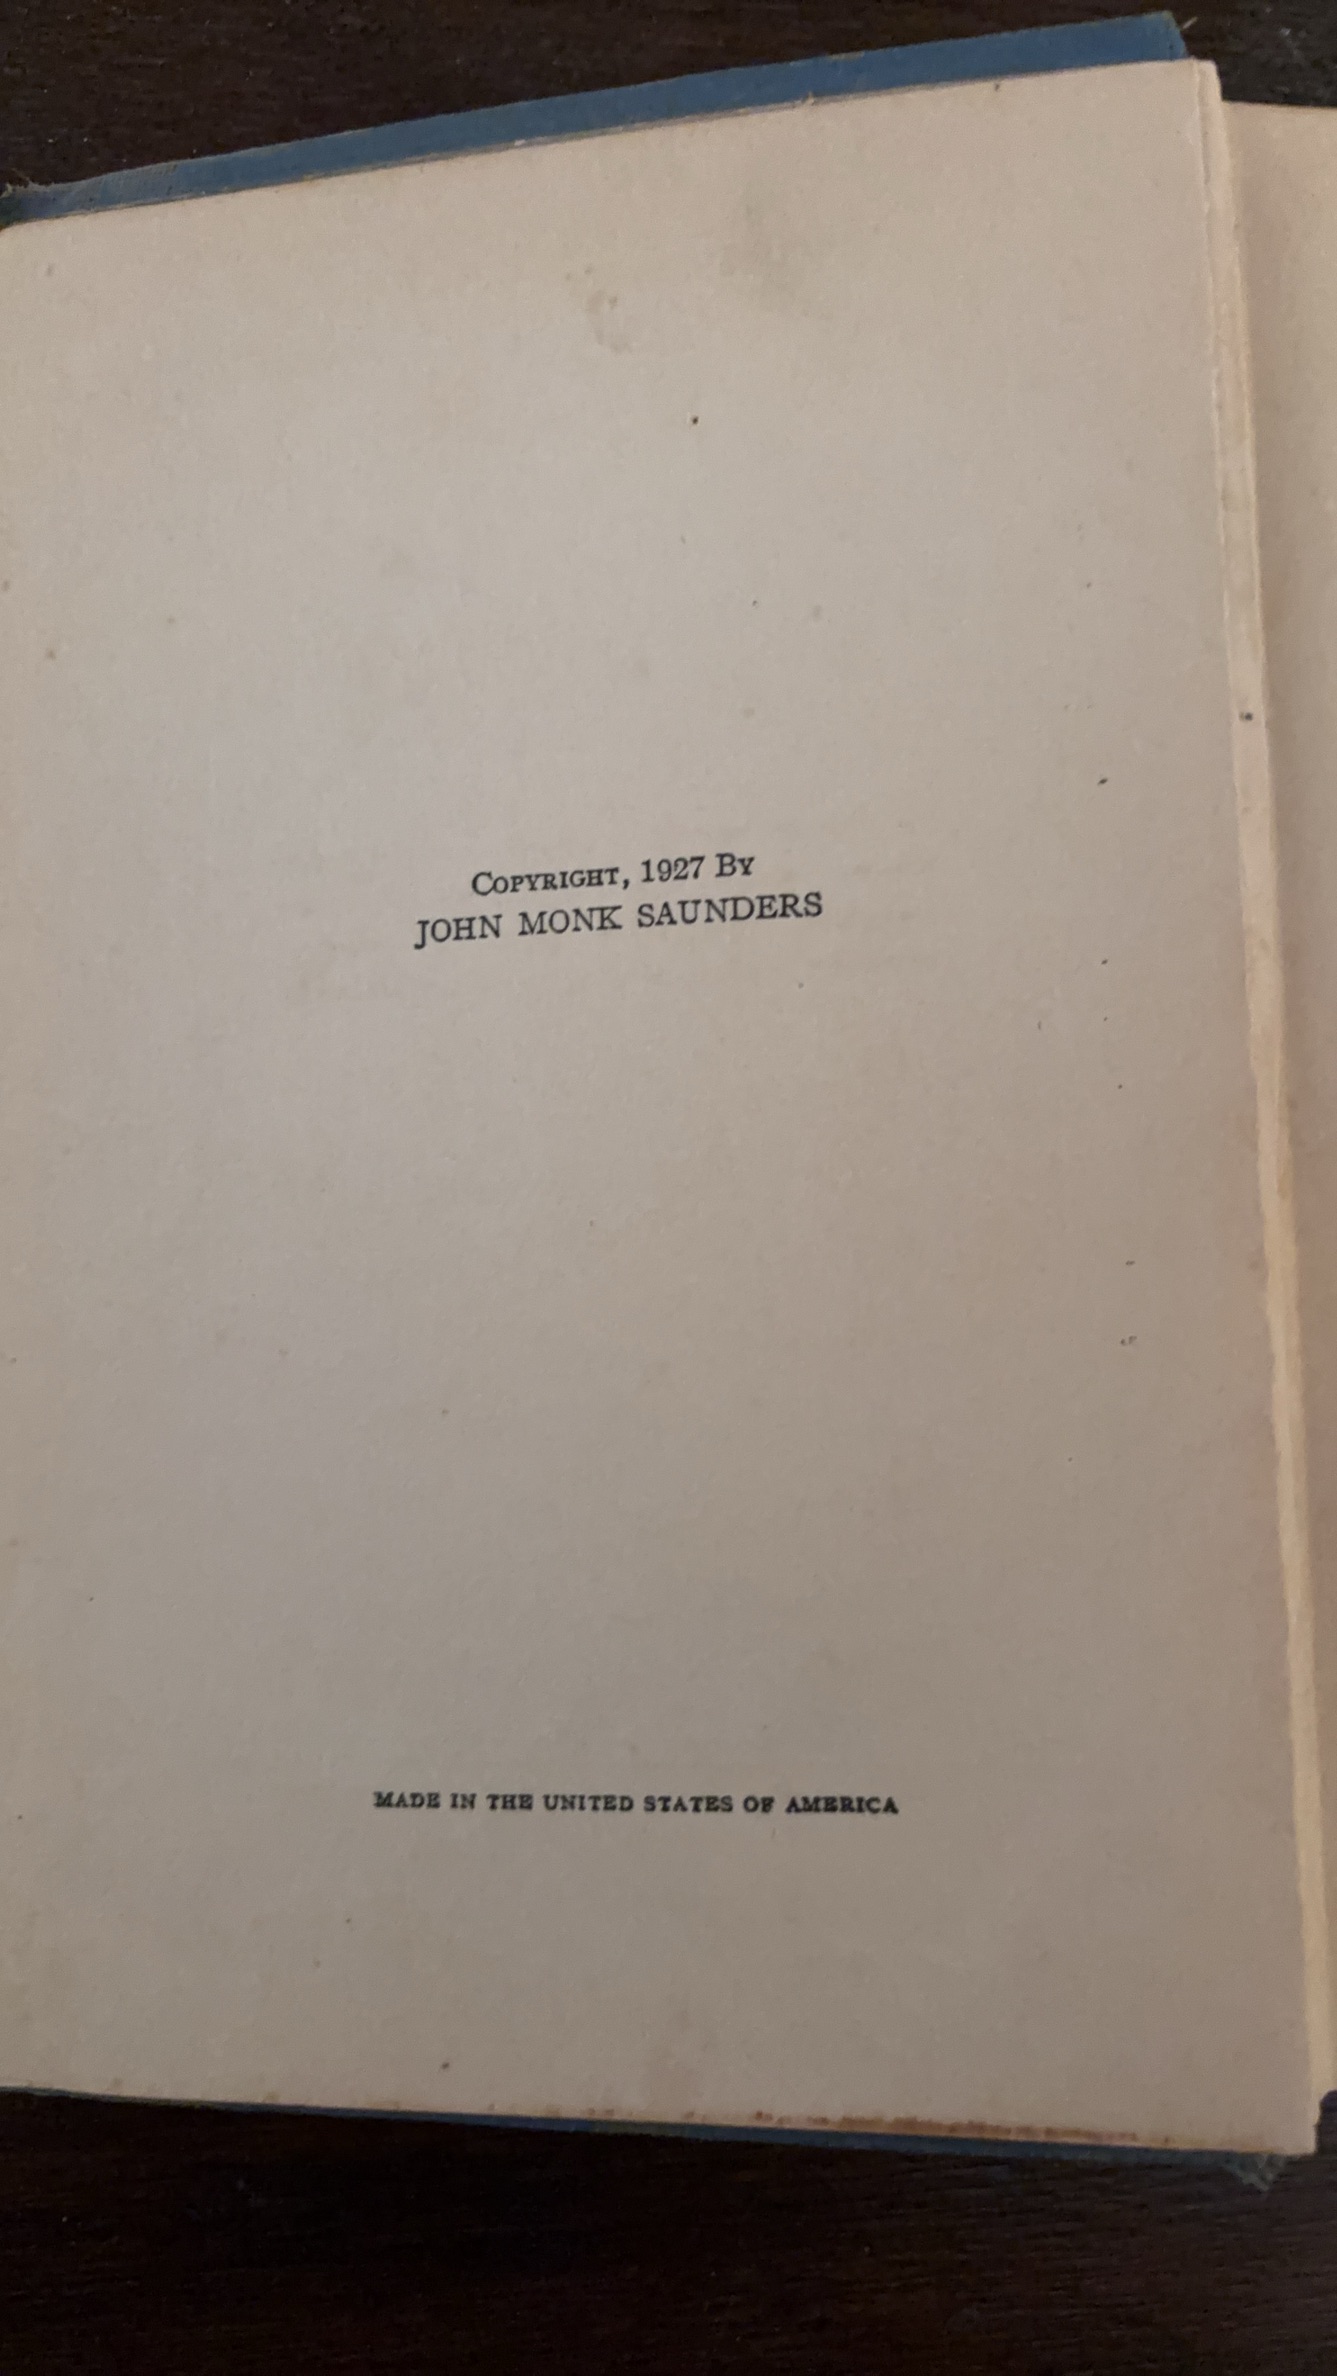 Copyright, 1927 By
JOHN MONK SAUNDERS
MADE IN THE UNITED STATES OF AMERICA